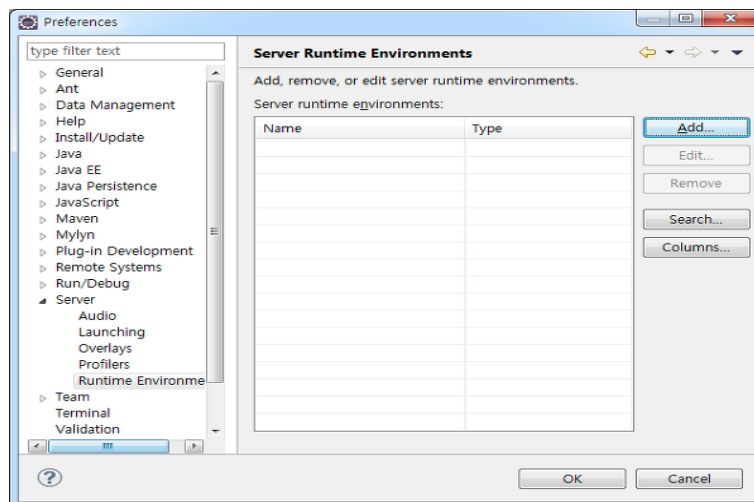 Preferences
type filter text
General
Ant
Data Management
Help
Install/Update
Java
Java EE
Java Persistence
JavaScript
Maven
Mylyn
Plug-in Development
Remote Systems
Run/Debug
Server
Audio
Launching
Overlays
Profilers
Runtime Environme
Team
Terminal
Validation
Server Runtime Environments
Add, remove, or edit server runtime environments.
Server runtime environments:
Name Type
Add...
Edit...
Remove
Search...
Columns...
?
OK Cancel